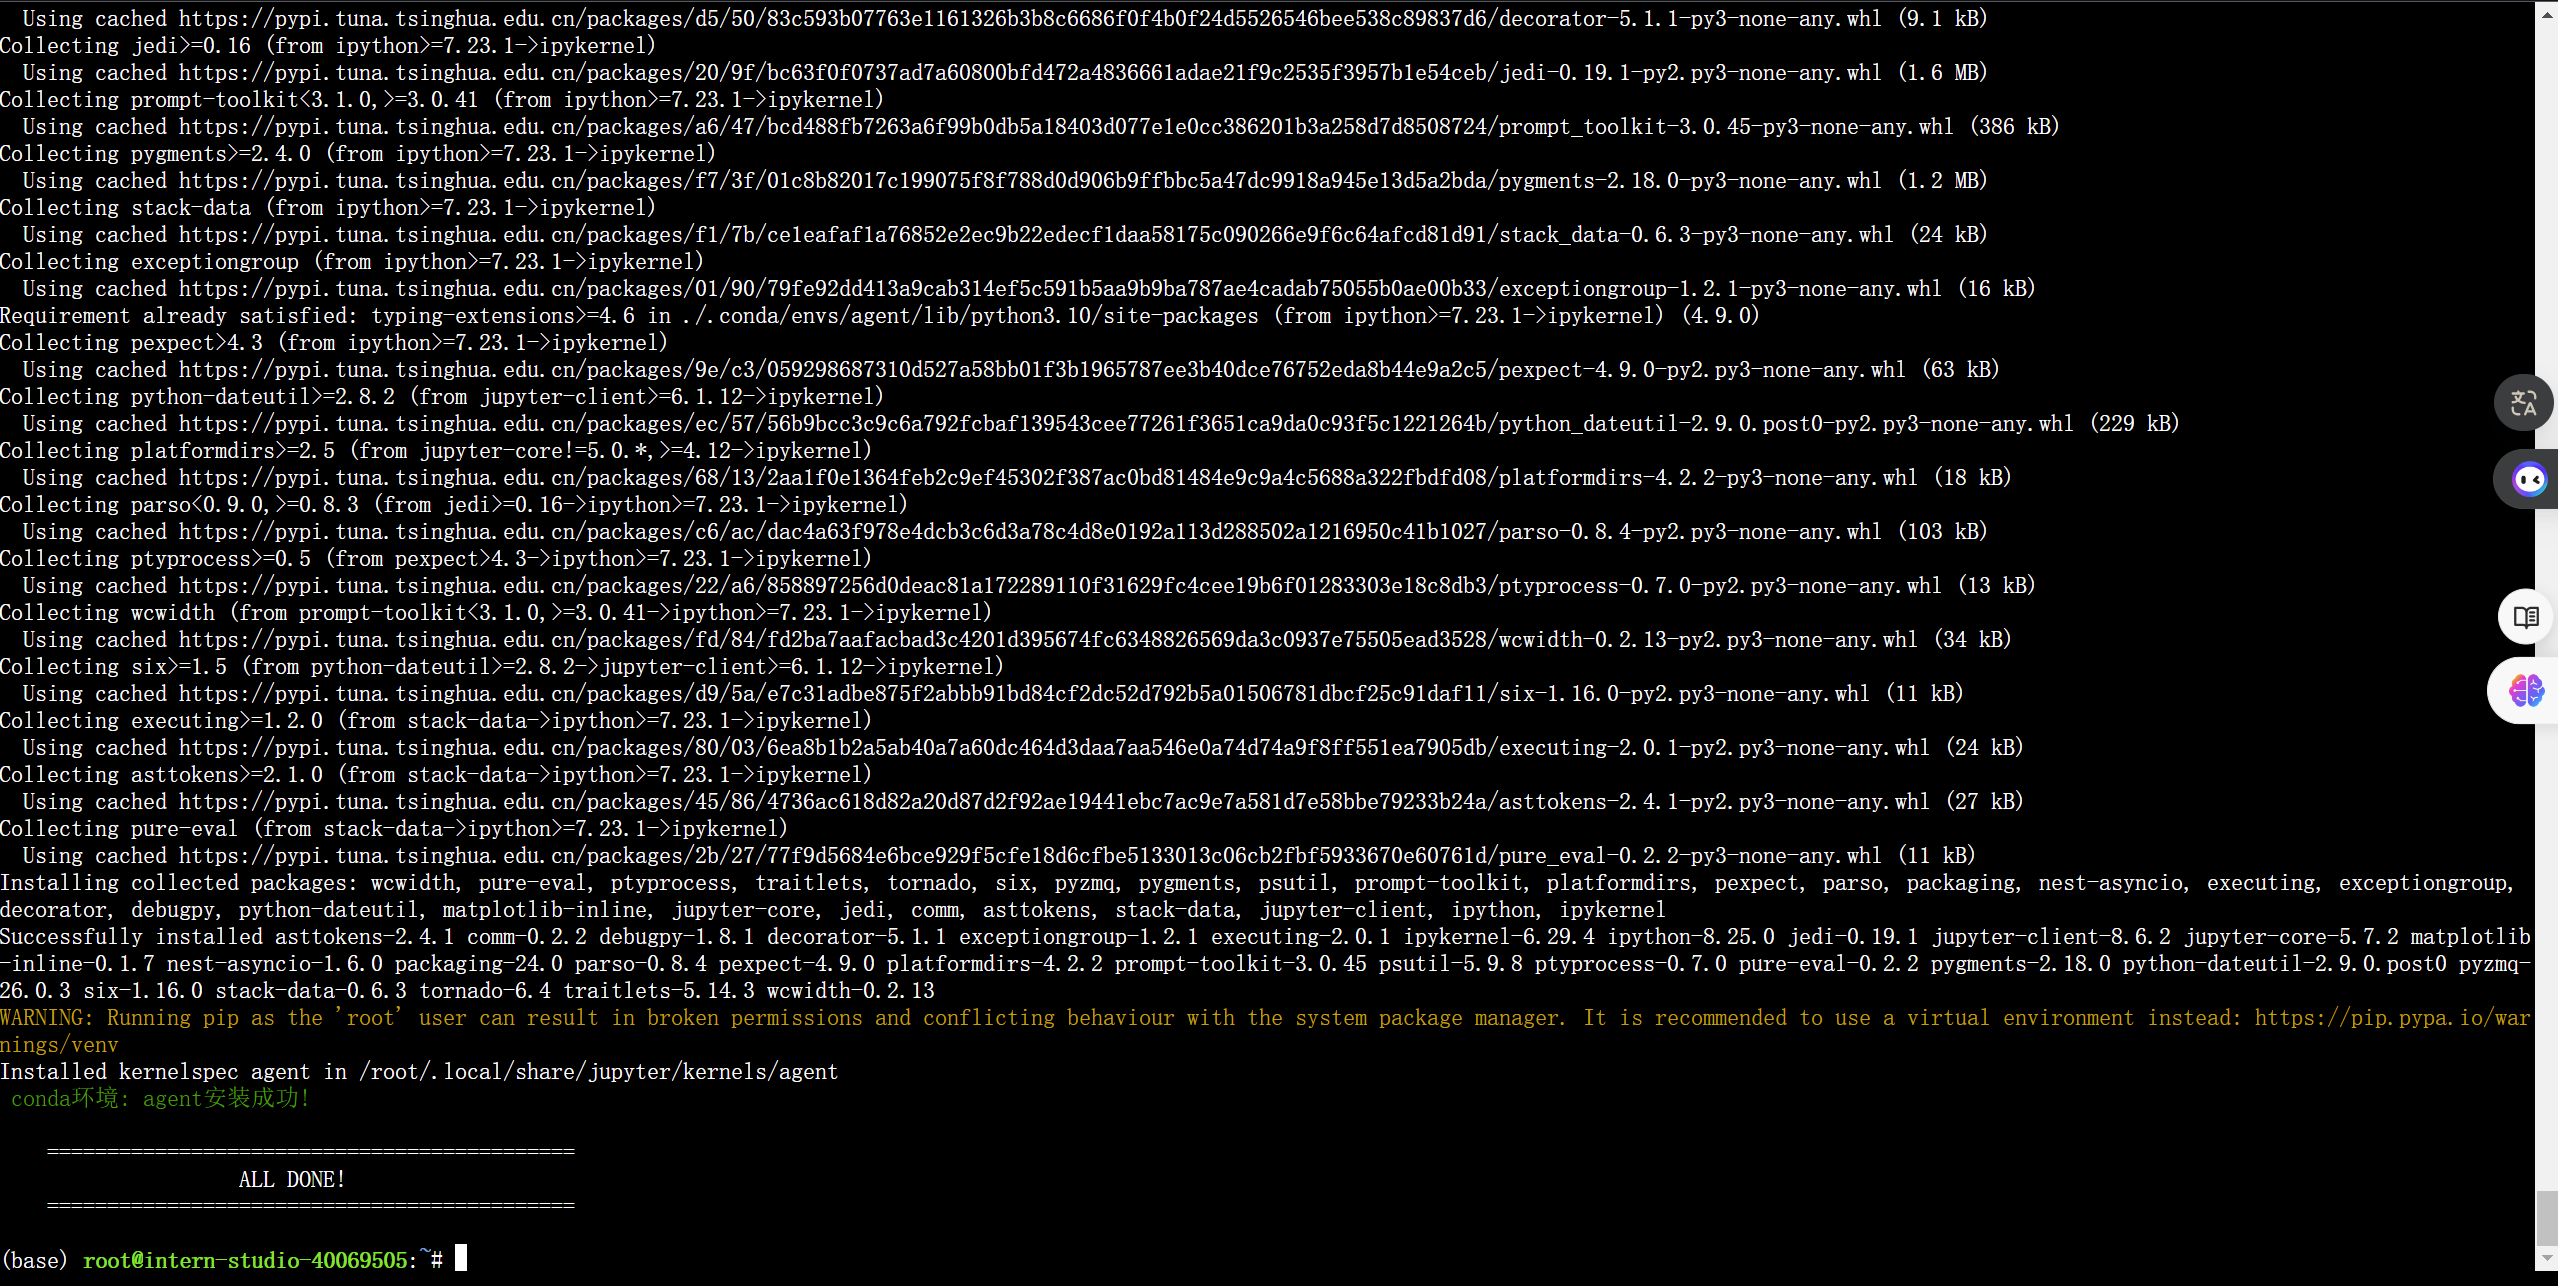 Using cached https://pypi.tuna.tsinghua.edu.cn/packages/d5/50/83c593b07763e1161326b3b8c6686f0f4b0f24d5526546bee538c89837d6/decorator-5.1.1-py3-none-any.whl (9.1 kB)
Collecting jedi>=0.16 (from ipython>=7.23.1->ipykernel)
Using cached https://pypi.tuna.tsinghua.edu.cn/packages/20/9f/bc63f0f0737ad7a60800bfd472a4836661adae21f9c2535f3957b1e54ceb/jedi-0.19.1-py2.py3-none-any.whl (1.6 MB)
Collecting prompt-toolkit<3.1.0,>=3.0.41 (from ipython>=7.23.1->ipykernel)
Using cached https://pypi.tuna.tsinghua.edu.cn/packages/a6/47/bcd488fb7263a6f99b0db5a18403d077e1e0cc386201b3a258d7d8508724/prompt_toolkit-3.0.45-py3-none-any.whl (386 kB)
Collecting pygments>=2.4.0 (from ipython>=7.23.1->ipykernel)
Using cached https://pypi.tuna.tsinghua.edu.cn/packages/f7/3f/01c8b82017c199075f8f788d0d906b9ffbbc5a47dc9918a945e13d5a2bda/pygments-2.18.0-py3-none-any.whl (1.2 MB)
Collecting stack-data (from ipython>=7.23.1->ipykernel)
Using cached https://pypi.tuna.tsinghua.edu.cn/packages/f1/7b/ce1eafaf1a76852e2ec9b22edecf1daa58175c090266e9f6c64afcd81d91/stack_data-0.6.3-py3-none-any.whl (24 kB)
Collecting exceptiongroup (from ipython>=7.23.1->ipykernel)
Using cached https://pypi.tuna.tsinghua.edu.cn/packages/01/90/79fe92dd413a9cab314ef5c591b5aa9b9ba787ae4cadab75055b0ae00b33/exceptiongroup-1.2.1-py3-none-any.whl (16 kB)
Requirement already satisfied: typing-extensions>=4.6 in ./.conda/envs/agent/lib/python3.10/site-packages (from ipython>=7.23.1->ipykernel) (4.9.0)
Collecting pexpect>4.3 (from ipython>=7.23.1->ipykernel)
Using cached https://pypi.tuna.tsinghua.edu.cn/packages/9e/c3/059298687310d527a58bb01f3b1965787ee3b40dce76752eda8b44e9a2c5/pexpect-4.9.0-py2.py3-none-any.whl (63 kB)
Collecting python-dateutil>=2.8.2 (from jupyter-client>=6.1.12->ipykernel)
Using cached https://pypi.tuna.tsinghua.edu.cn/packages/ec/57/56b9bcc3c9c6a792fcbaf139543cee77261f3651ca9da0c93f5c1221264b/python_dateutil-2.9.0.post0-py2.py3-none-any.whl (229 kB)
Collecting platformdirs>=2.5 (from jupyter-core!=5.0.*,>=4.12->ipykernel)
Using cached https://pypi.tuna.tsinghua.edu.cn/packages/68/13/2aa1f0e1364feb2c9ef45302f387ac0bd81484e9c9a4c5688a322fbdfd08/platformdirs-4.2.2-py3-none-any.whl (18 kB)
Collecting parso<0.9.0,>=0.8.3 (from jedi>=0.16->ipython>=7.23.1->ipykernel)
Using cached https://pypi.tuna.tsinghua.edu.cn/packages/c6/ac/dac4a63f978e4dcb3c6d3a78c4d8e0192a113d288502a1216950c41b1027/parso-0.8.4-py2.py3-none-any.whl (103 kB)
Collecting ptyprocess>=0.5 (from pexpect>4.3->ipython>=7.23.1->ipykernel)
Using cached https://pypi.tuna.tsinghua.edu.cn/packages/22/a6/858897256d0deac81a172289110f31629fc4cee19b6f01283303e18c8db3/ptyprocess-0.7.0-py2.py3-none-any.whl (13 kB)
Collecting wcwidth (from prompt-toolkit<3.1.0,>=3.0.41->ipython>=7.23.1->ipykernel)
Using cached https://pypi.tuna.tsinghua.edu.cn/packages/fd/84/fd2ba7aafacbad3c4201d395674fc6348826569da3c0937e75505ead3528/wcwidth-0.2.13-py2.py3-none-any.whl (34 kB)
Collecting six>=1.5 (from python-dateutil>=2.8.2->jupyter-client>=6.1.12->ipykernel)
Using cached https://pypi.tuna.tsinghua.edu.cn/packages/d9/5a/e7c31adbe875f2abbb91bd84cf2dc52d792b5a01506781dbcf25c91daf11/six-1.16.0-py2.py3-none-any.whl (11 kB)
Collecting executing>=1.2.0 (from stack-data->ipython>=7.23.1->ipykernel)
Using cached https://pypi.tuna.tsinghua.edu.cn/packages/80/03/6ea8b1b2a5ab40a7a60dc464d3daa7aa546e0a74d74a9f8ff551ea7905db/executing-2.0.1-py2.py3-none-any.whl (24 kB)
Collecting asttokens>=2.1.0 (from stack-data->ipython>=7.23.1->ipykernel)
Using cached https://pypi.tuna.tsinghua.edu.cn/packages/45/86/4736ac618d82a20d87d2f92ae19441ebc7ac9e7a581d7e58bbe79233b24a/asttokens-2.4.1-py2.py3-none-any.whl (27 kB)
Collecting pure-eval (from stack-data->ipython>=7.23.1->ipykernel)
Using cached https://pypi.tuna.tsinghua.edu.cn/packages/2b/27/77f9d5684e6bce929f5cfe18d6cfbe5133013c06cb2fbf5933670e60761d/pure_eval-0.2.2-py3-none-any.whl (11 kB)
Installing collected packages: wcwidth, pure-eval, ptyprocess, traitlets, tornado, six, pyzmq, pygments, psutil, prompt-toolkit, platformdirs, pexpect, parso, packaging, nest-asyncio, executing, exceptiongroup,
decorator, debugpy, python-dateutil, matplotlib-inline, jupyter-core, jedi, comm, asttokens, stack-data, jupyter-client, ipython, ipykernel
Successfully installed asttokens-2.4.1 comm-0.2.2 debugpy-1.8.1 decorator-5.1.1 exceptiongroup-1.2.1 executing-2.0.1 ipykernel-6.29.4 ipython-8.25.0 jedi-0.19.1 jupyter-client-8.6.2 jupyter-core-5.7.2 matplotlib
-inline-0.1.7 nest-asyncio-1.6.0 packaging-24.0 parso-0.8.4 pexpect-4.9.0 platformdirs-4.2.2 prompt-toolkit-3.0.45 psutil-5.9.8 ptyprocess-0.7.0 pure-eval-0.2.2 pygments-2.18.0 python-dateutil-2.9.0.post0 pyzmq-
26.0.3 six-1.16.0 stack-data-0.6.3 tornado-6.4 traitlets-5.14.3 wcwidth-0.2.13
WARNING: Running pip as the 'root' user can result in broken permissions and conflicting behaviour with the system package manager. It is recommended to use a virtual environment instead: https://pip.pypa.io/war
nings/venv
Installed kernelspec agent in /root/.local/share/jupyter/kernels/agent
conda环境: agent安装成功!
============================================
ALL DONE!
============================================
(base) root@intern-studio-40069505:~#